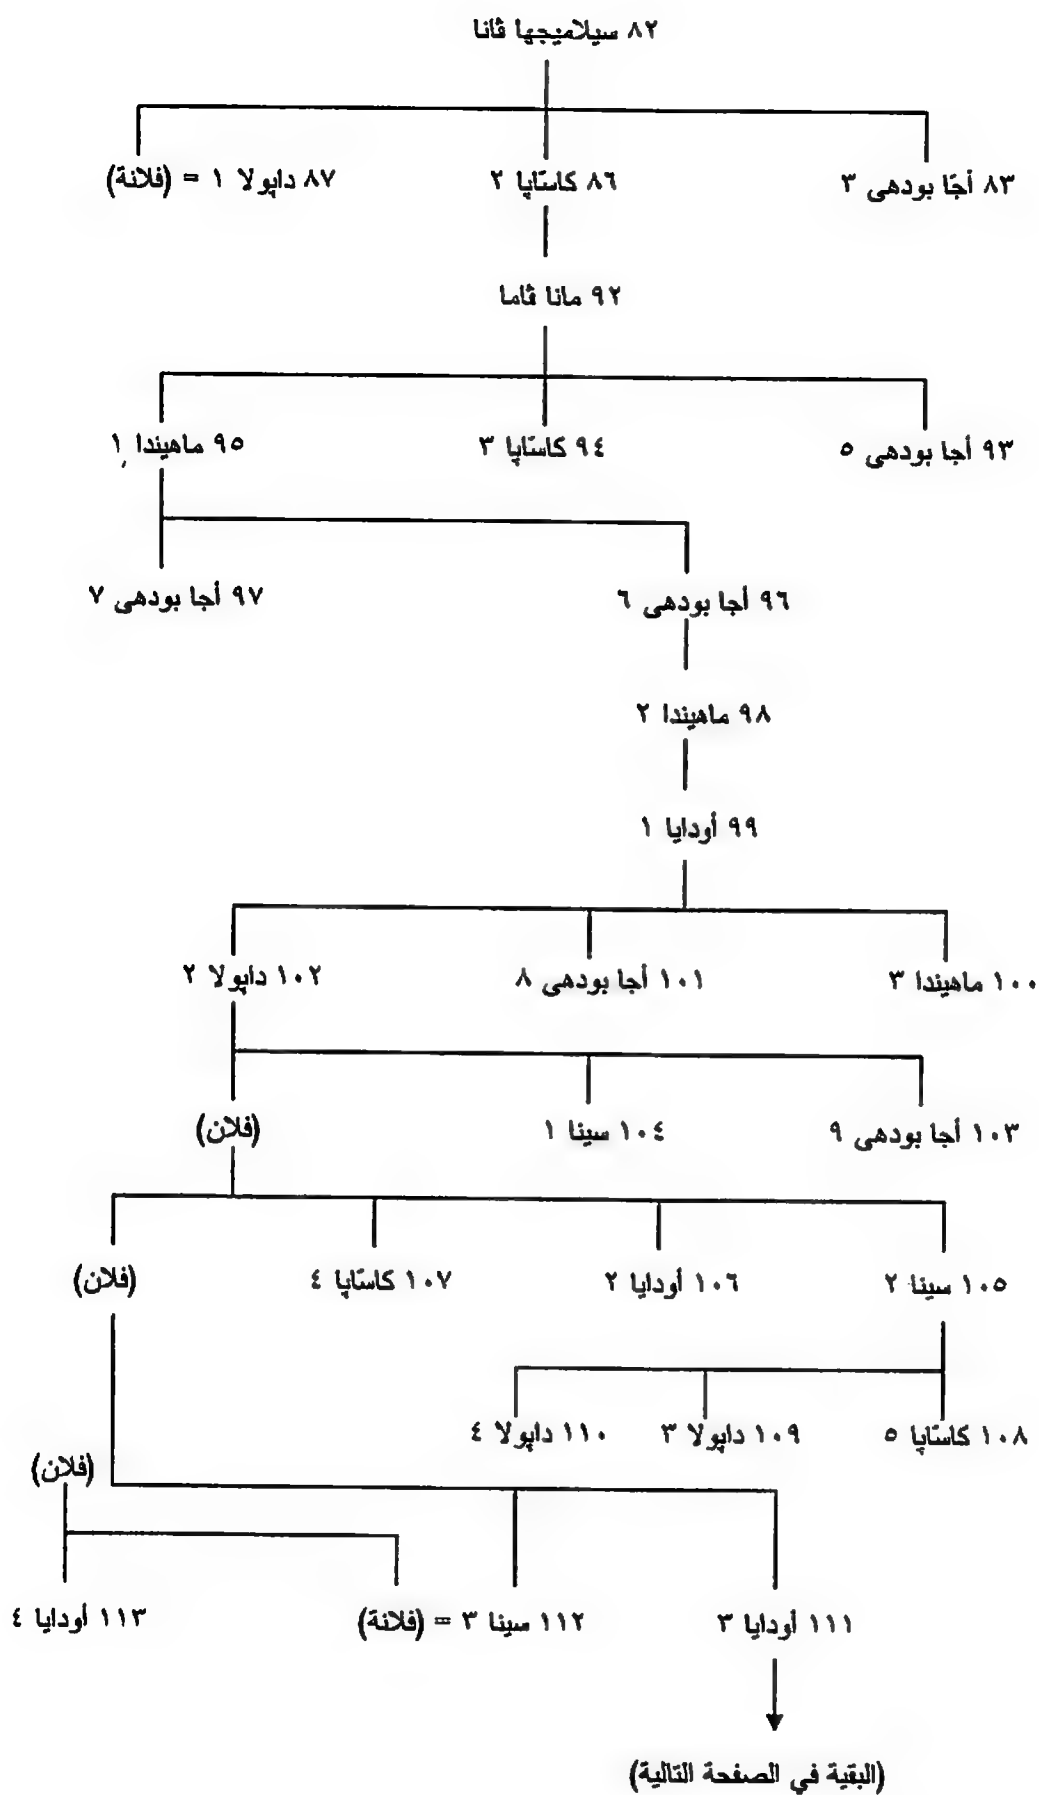 ٨٢ سيلاميجها ڤانا
٨٣ أجّا بودهى ٣
٨٦ كاسّاپا ٢
٨٧ داپولا ١ = (فلانة)
٩٢ مانا ڤاما
٩٣ أجا بودهى ٥
٩٤ كاسّاپا ٣
٩٥ ماهيندا ١
٩٦ أجا بودهى ٦
٩٧ أجا بودهى ٧
٩٨ ماهيندا ٢
٩٩ أودايا ١
١٠٠ ماهيندا ٣
١٠١ أجا بودهى ٨
١٠٢ داپولا ٢
١٠٣ أجا بودهى ٩
١٠٤ سينا ١
(فلان)
١٠٥ سينا ٢
١٠٦ أودايا ٢
١٠٧ كاسّاپا ٤
(فلان)
١٠٨ كاسّاپا ٥
١٠٩ داپولا ٣
١١٠ داپولا ٤
(فلان)
١١١ أودايا ٣
١١٢ سينا ٣ = (فلانة)
١١٣ أودايا ٤
(البقية في الصفحة التالية)